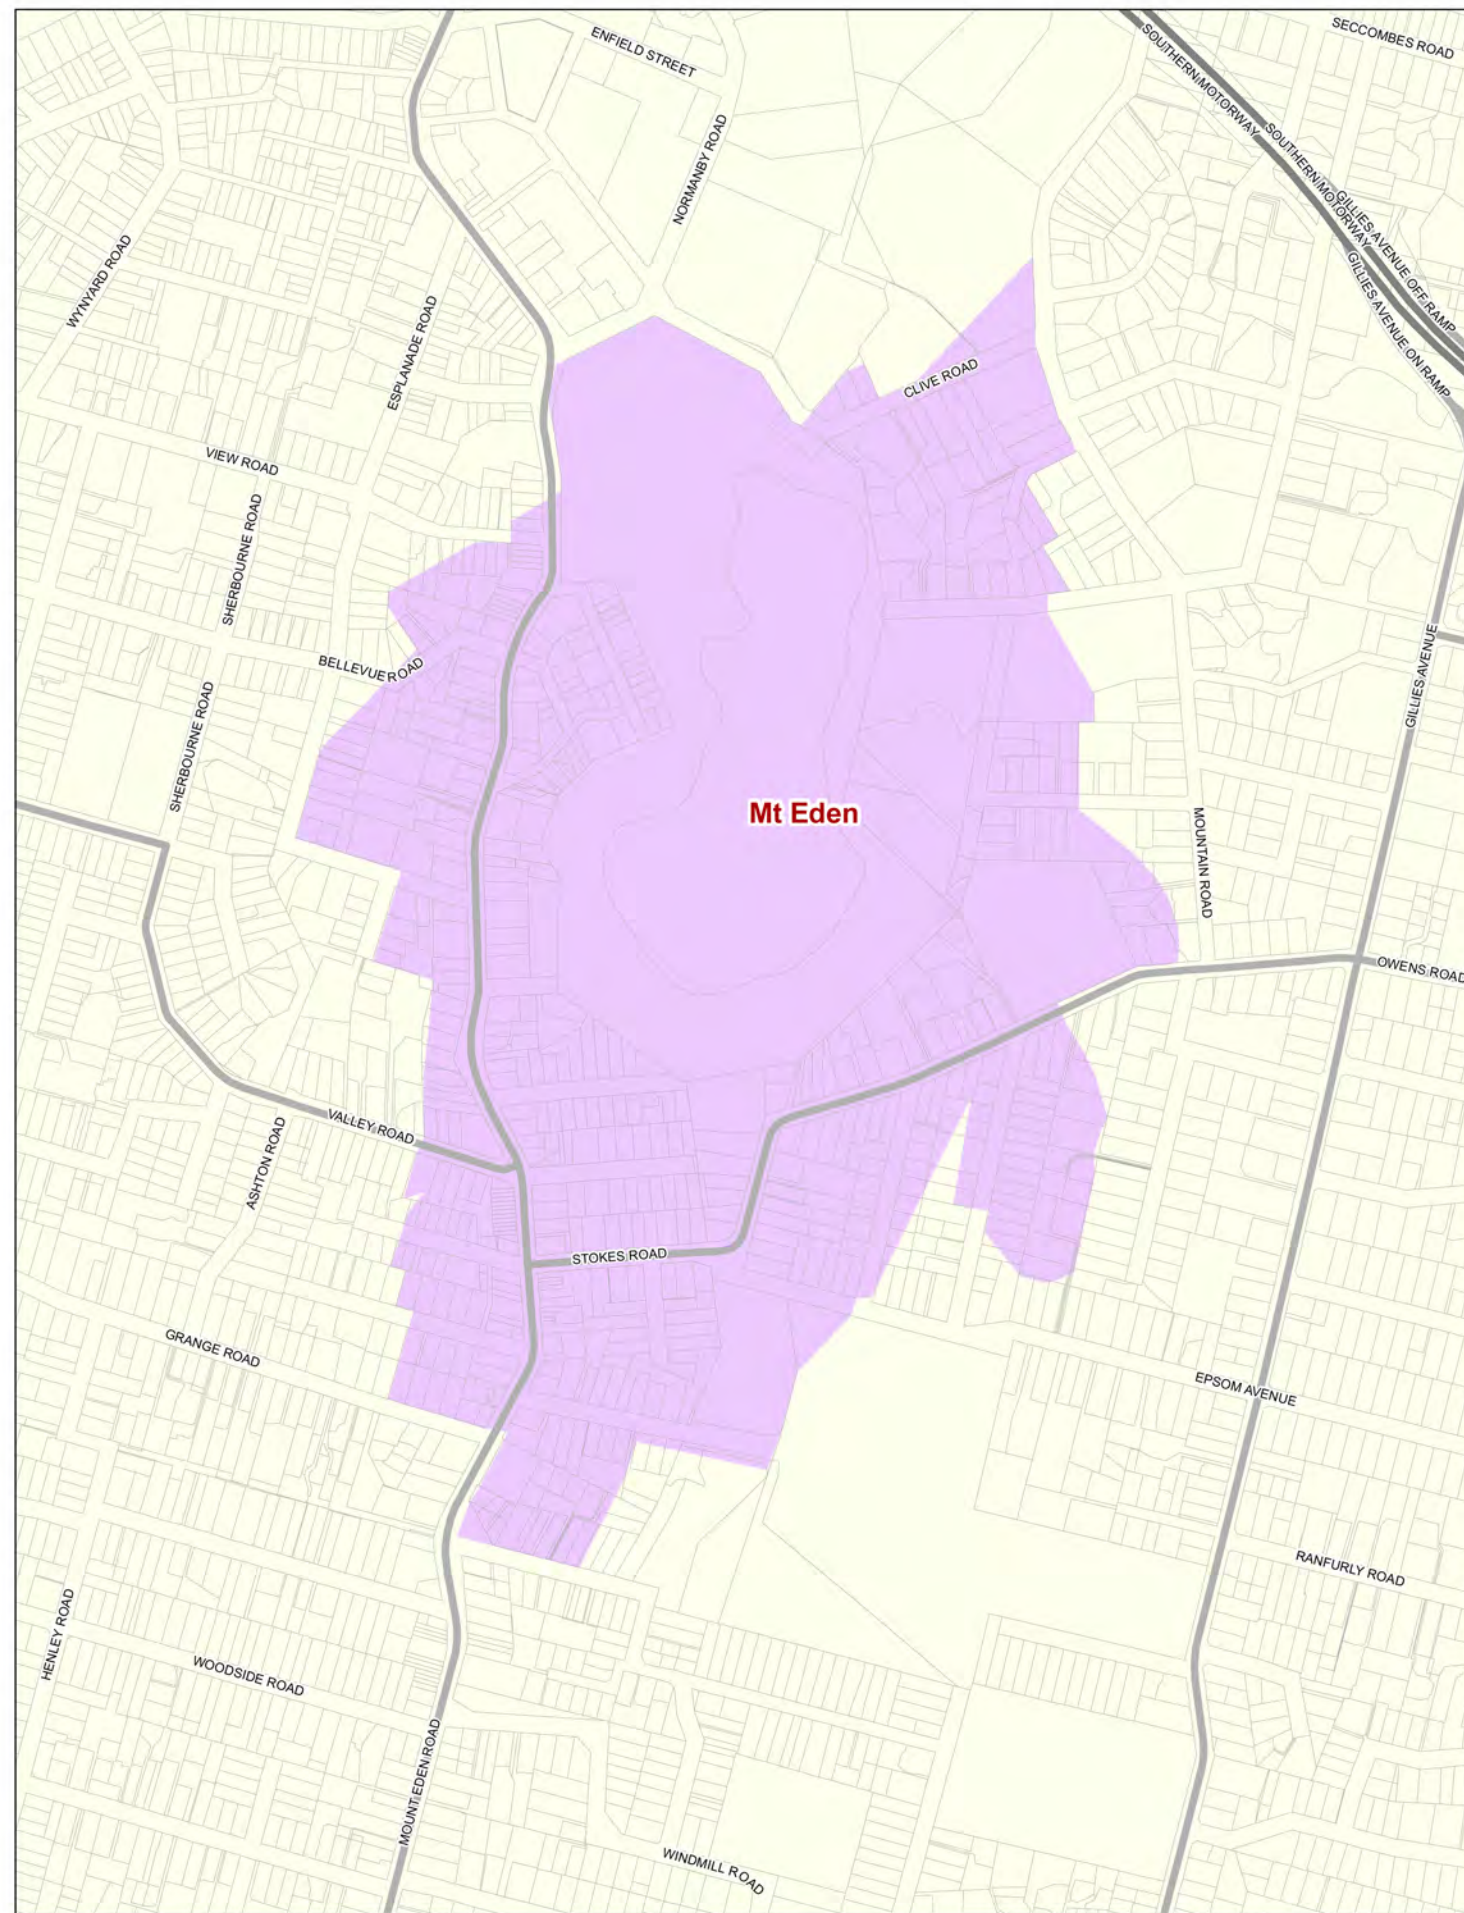 SECCOMBES ROAD
ENFIELD STREET
SOUTHERN MOTORWAY
SOUTHERN MOTORWAY
NORMANBY ROAD
GILLIES AVENUE OFF RAMP
GILLIES AVENUE ON RAMP
WYNYARD ROAD
ESPLANADE ROAD
CLIVE ROAD
VIEW ROAD
SHERBOURNE ROAD
BELLEVUE ROAD
GILLIES AVENUE
SHERBOURNE ROAD
Mt Eden
MOUNTAIN ROAD
OWENS ROAD
VALLEY ROAD
ASHTON ROAD
STOKES ROAD
GRANGE ROAD
EPSOM AVENUE
RANFURLY ROAD
HENLEY ROAD
WOODSIDE ROAD
MOUNT EDEN ROAD
WINDMILL ROAD